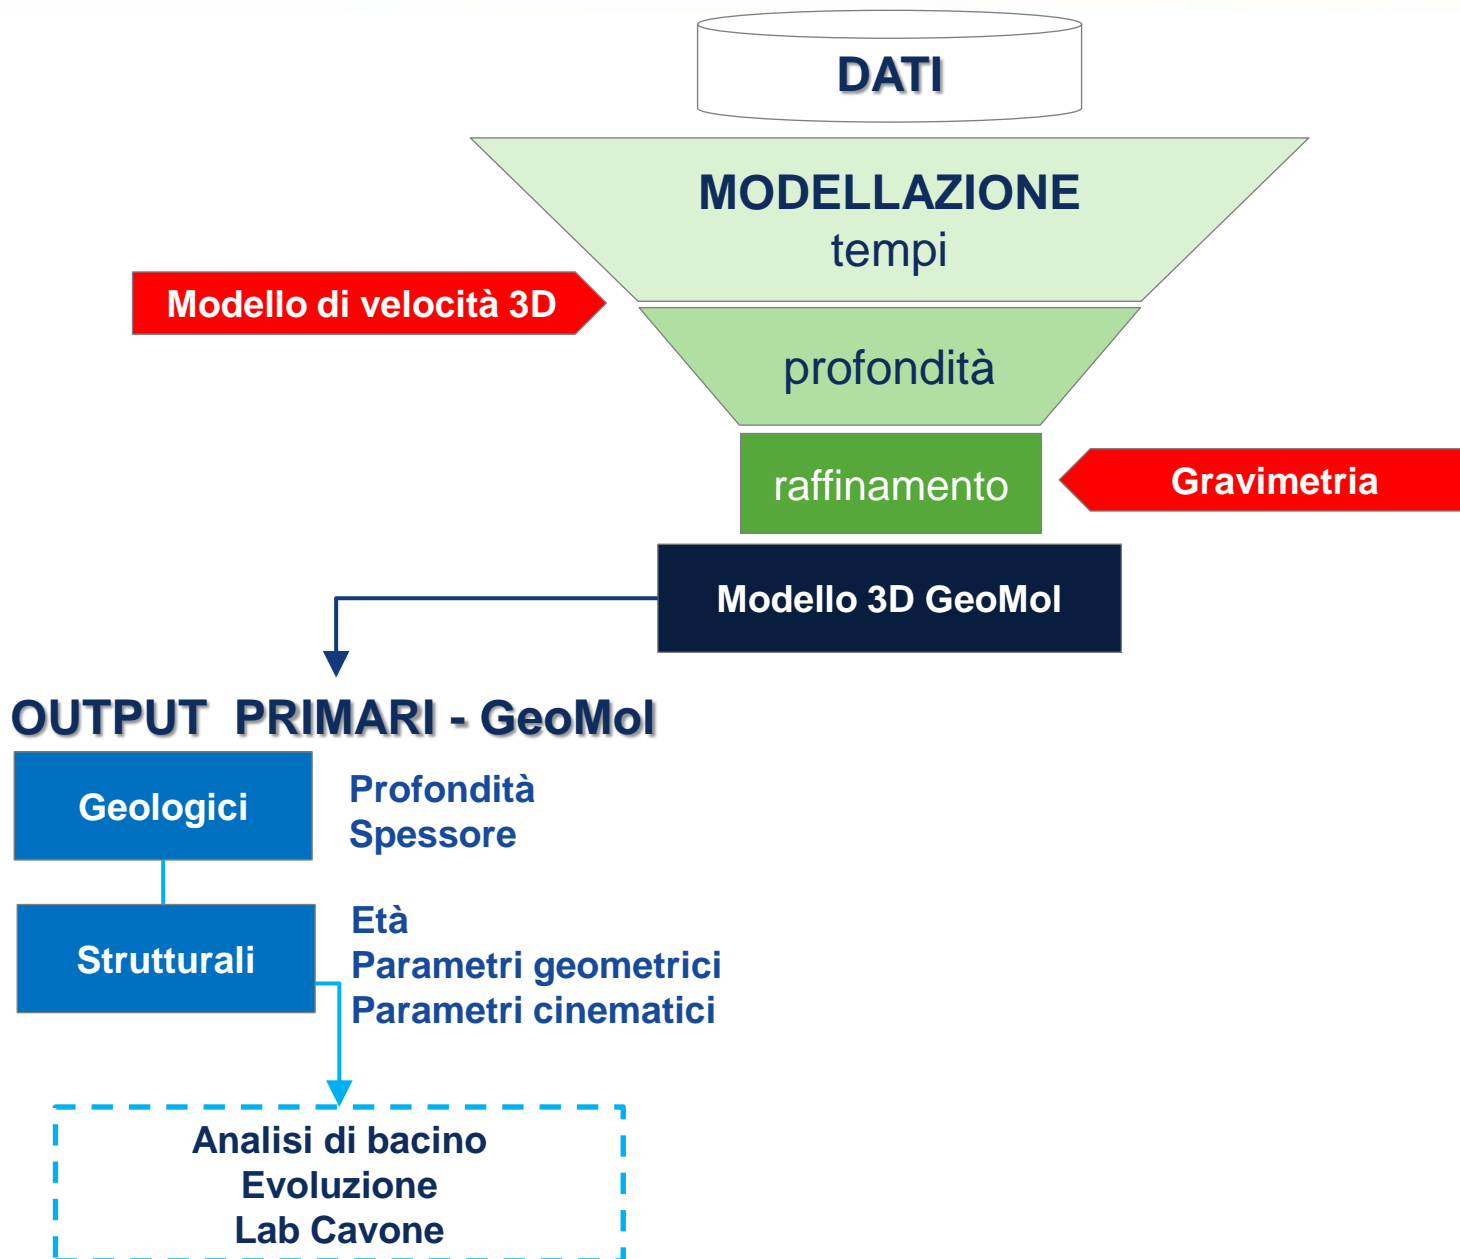 DATI
MODELLAZIONE
tempi
Modello di velocità 3D
profondità
raffinamento
Gravimetria
Modello 3D GeoMol
OUTPUT PRIMARI - GeoMol
Geologici
Profondità
Spessore
Strutturali
Età
Parametri geometrici
Parametri cinematici
Analisi di bacino
Evoluzione
Lab Cavone